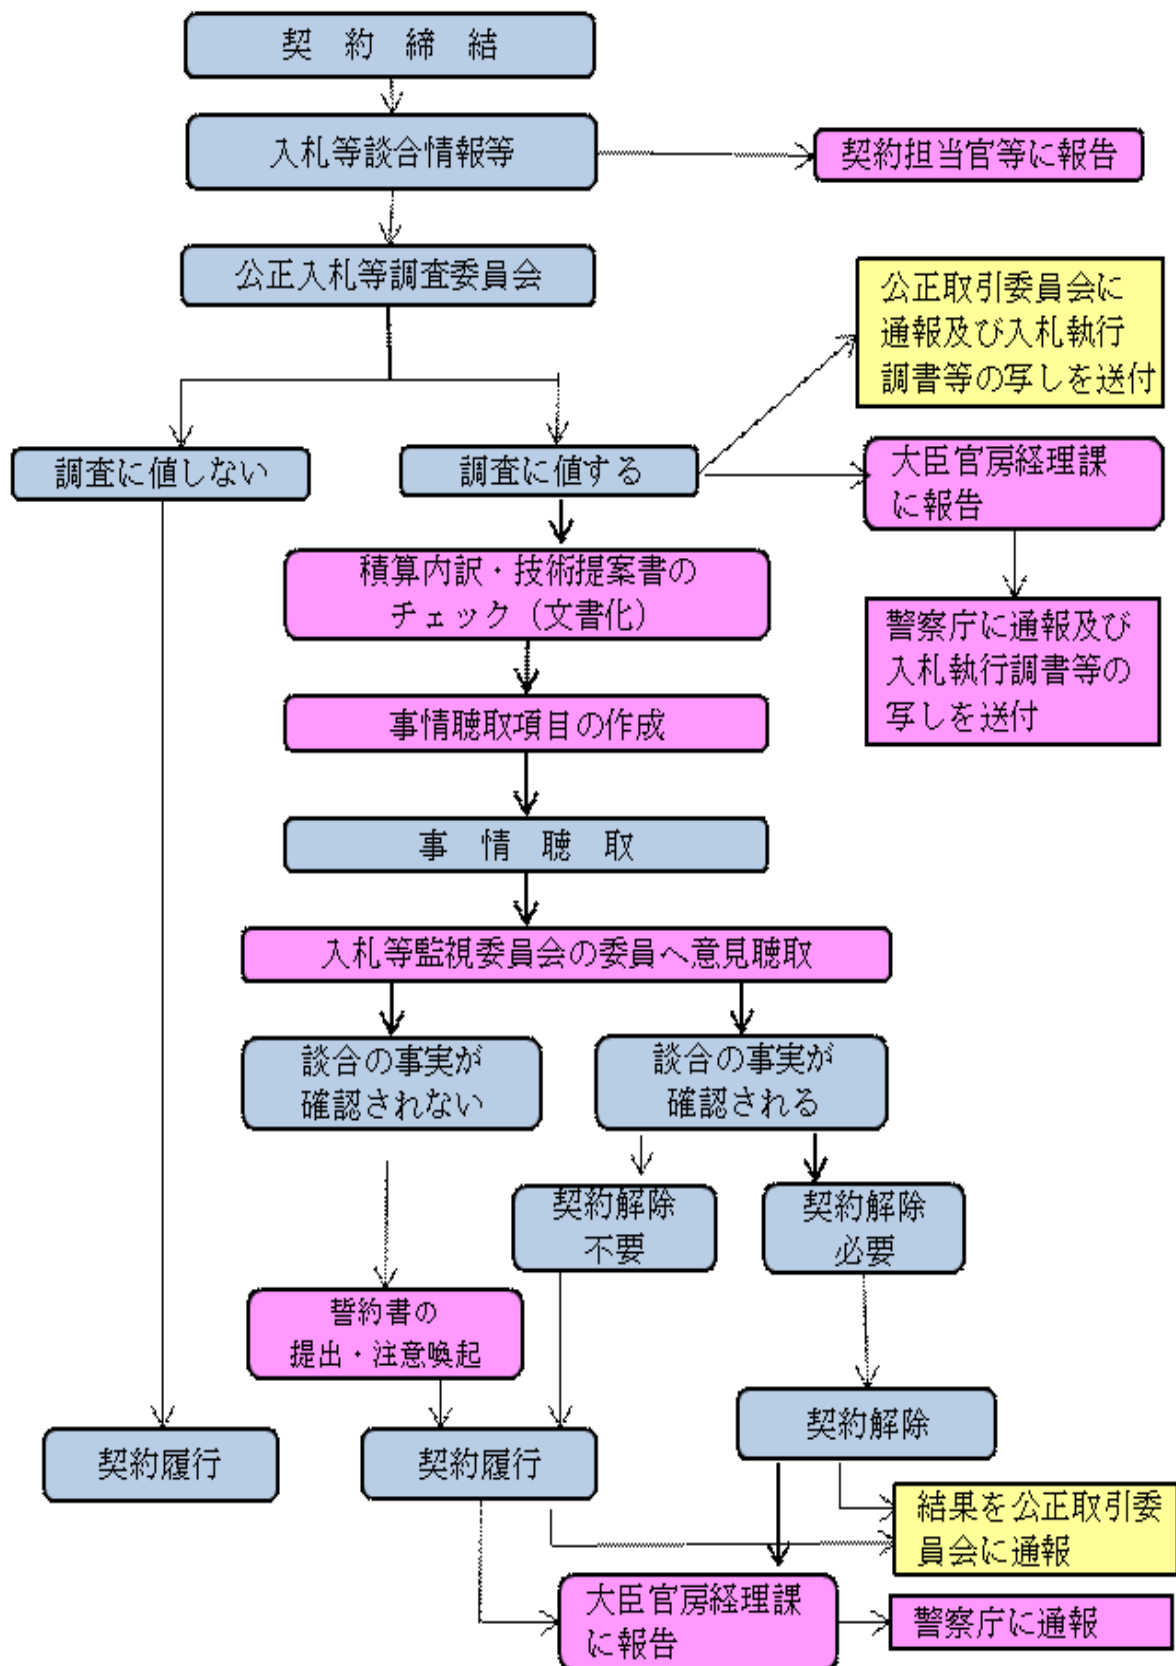 契約締結
入札等談合情報等
契約担当官等に報告
公正入札等調査委員会
公正取引委員会に
通報及び入札執行
調書等の写しを送付
調査に値しない
調査に値する
大臣官房経理課
に報告
積算内訳・技術提案書の
チェック（文書化）
警察庁に通報及び
入札執行調書等の
写しを送付
事情聴取項目の作成
事情聴取
入札等監視委員会の委員へ意見聴取
談合の事実が
確認されない
談合の事実が
確認される
契約解除
不要
契約解除
必要
誓約書の
提出・注意喚起
契約解除
契約履行
契約履行
結果を公正取引委
員会に通報
大臣官房経理課
に報告
警察庁に通報